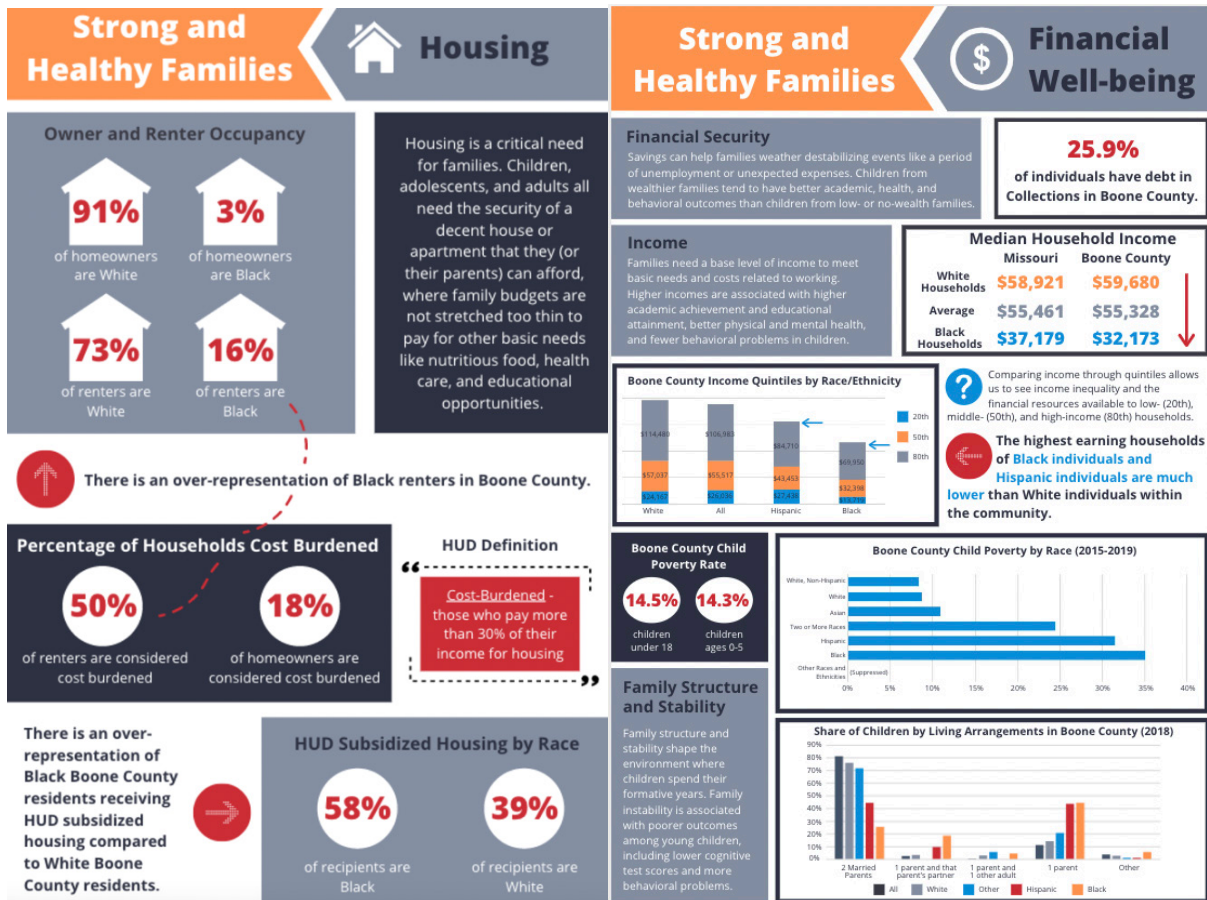 Strong and
Healthy Families
Housing
Owner and Renter Occupancy
91%
of homeowners
are White
3%
of homeowners
are Black
73%
of renters are
White
16%
of renters are
Black
Housing is a critical need
for families. Children,
adolescents, and adults all
need the security of a
decent house or
apartment that they (or
their parents) can afford,
where family budgets are
not stretched too thin to
pay for other basic needs
like nutritious food, health
care, and educational
opportunities.
There is an over-representation of Black renters in Boone County.
Percentage of Households Cost Burdened
50%
of renters are considered
cost burdened
18%
of homeowners are
considered cost burdened
HUD Definition
“
Cost-Burdened -
those who pay more
than 30% of their
income for housing
”
There is an over-
representation of
Black Boone County
residents receiving
HUD subsidized
housing compared
to White Boone
County residents.
HUD Subsidized Housing by Race
58%
of recipients are
Black
39%
of recipients are
White
Strong and
Healthy Families
$
Financial
Well-being
Financial Security
Savings can help families weather destabilizing events like a period
of unemployment or unexpected expenses. Children from
wealthier families tend to have better academic, health, and
behavioral outcomes than children from low- or no-wealth families.
25.9%
of individuals have debt in
Collections in Boone County.
Income
Families need a base level of income to meet
basic needs and costs related to working.
Higher incomes are associated with higher
academic achievement and educational
attainment, better physical and mental health,
and fewer behavioral problems in children.
Median Household Income
Missouri Boone County
White
Households $58,921 $59,680
Average $55,461 $55,328
Black
Households $37,179 $32,173
Boone County Income Quintiles by Race/Ethnicity
$114,480 $106,983 $84,710 $69,950
$57,037 $55,517 $43,453 $32,398
$24,167 $27,438
White All Hispanic Black
20th
50th
80th
?
Comparing income through quintiles allows
us to see income inequality and the
financial resources available to low- (20th),
middle- (50th), and high-income (80th) households.
The highest earning households
of Black individuals and
Hispanic individuals are much
lower than White individuals within
the community.
Boone County Child
Poverty Rate
14.5%
children
under 18
14.3%
children
ages 0-5
Boone County Child Poverty by Race (2015-2019)
White, Non-Hispanic
White
Asian
Two or More Races
Hispanic
Black
Other Races and
Ethnicities
(Suppressed)
0% 5% 10% 15% 20% 25% 30% 35% 40%
Family Structure
and Stability
Family structure and
stability shape the
environment where
children spend their
formative years. Family
instability is associated
with poorer outcomes
among young children,
including lower cognitive
test scores and more
behavioral problems.
Share of Children by Living Arrangements in Boone County (2018)
90%
80%
70%
60%
50%
40%
30%
20%
10%
0%
2 Married
Parents
1 parent and that
parent's partner
1 parent and
1 other adult
1 parent
Other
All White Other Hispanic Black